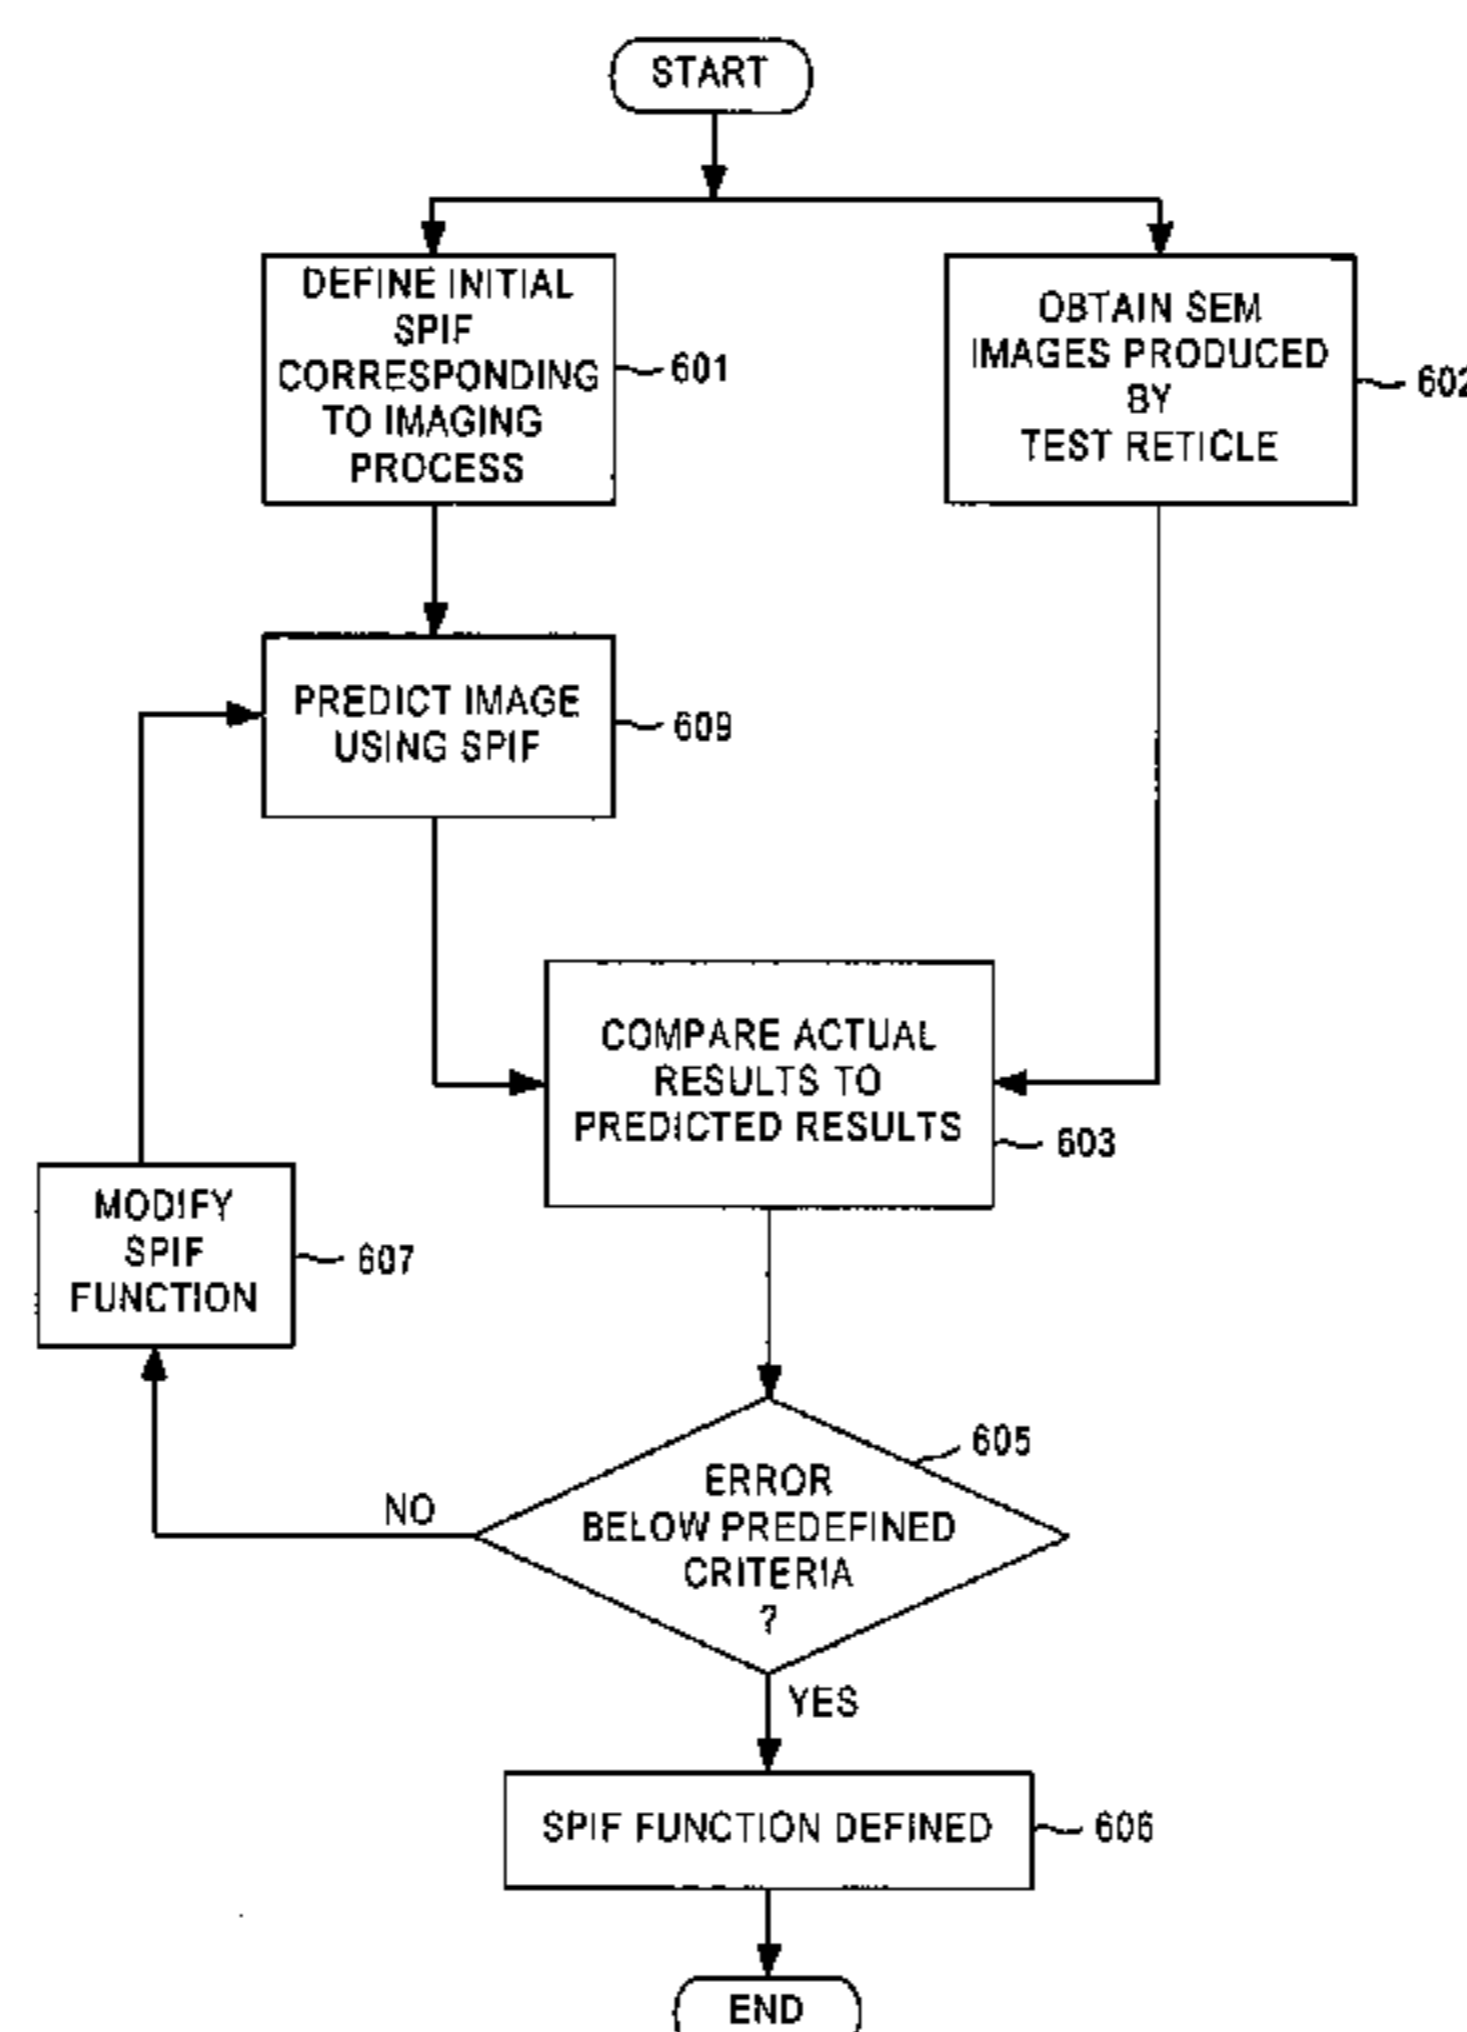 START
DEFINE INITIAL
SPIF
CORRESPONDING
TO IMAGING
PROCESS
601
OBTAIN SEM
IMAGES PRODUCED
BY
TEST RETICLE
602
PREDICT IMAGE
USING SPIF
609
COMPARE ACTUAL
RESULTS TO
PREDICTED RESULTS
603
MODIFY
SPIF
FUNCTION
607
ERROR
BELOW PREDEFINED
CRITERIA
?
605
NO
YES
SPIF FUNCTION DEFINED
606
END